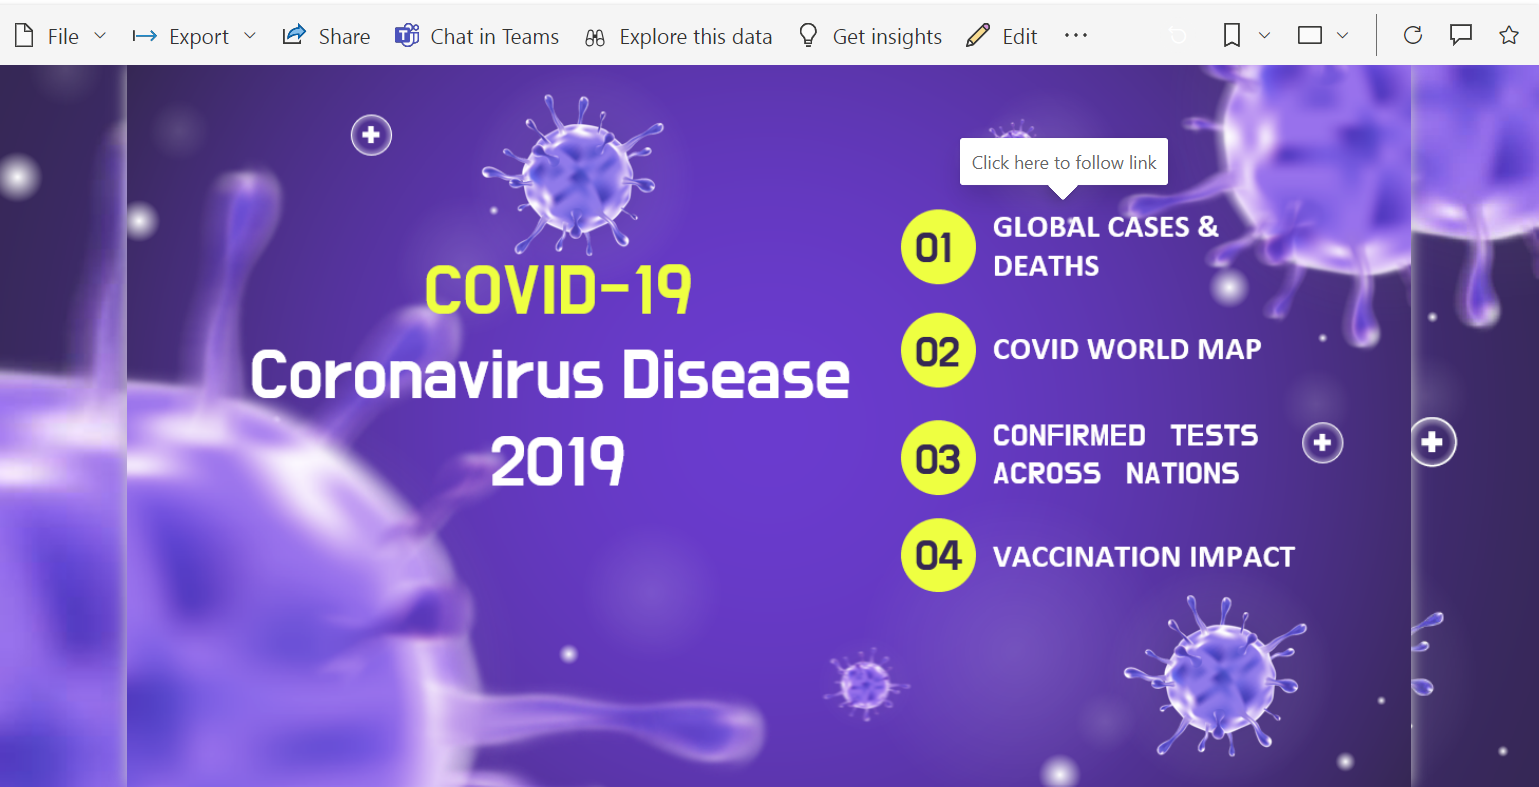 File Export Share Chat in Teams Explore this data Get insights Edit
Click here to follow link
COVID-19
Coronavirus Disease
2019
01 GLOBAL CASES &
DEATHS
02 COVID WORLD MAP
03 CONFIRMED TESTS
ACROSS NATIONS
04 VACCINATION IMPACT